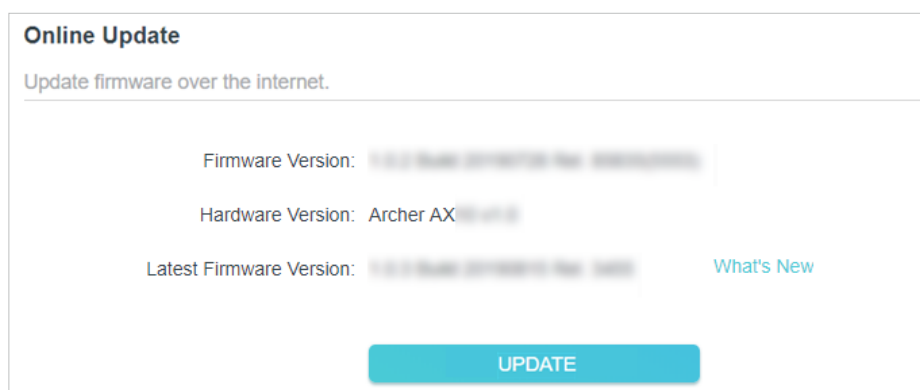 Online Update
Update firmware over the internet.
Firmware Version:
Hardware Version: Archer AX
Latest Firmware Version: What's New
UPDATE